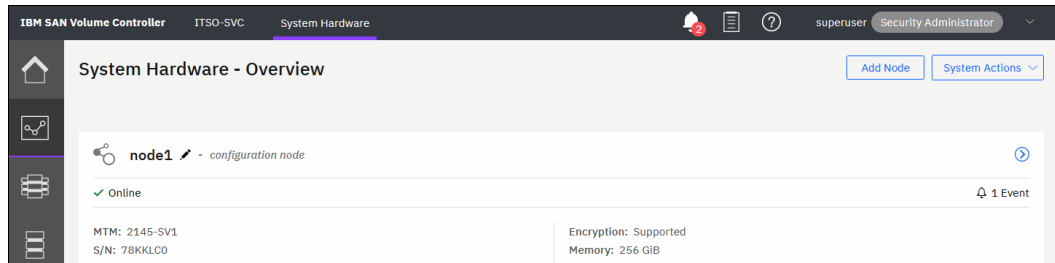 IBM SAN Volume Controller ITSO-SVC System Hardware 2 superuser Security Administrator
System Hardware - Overview Add Node System Actions
node1 - configuration node
Online 1 Event
MTM: 2145-SV1 Encryption: Supported
S/N: 78KKLC0 Memory: 256 GiB